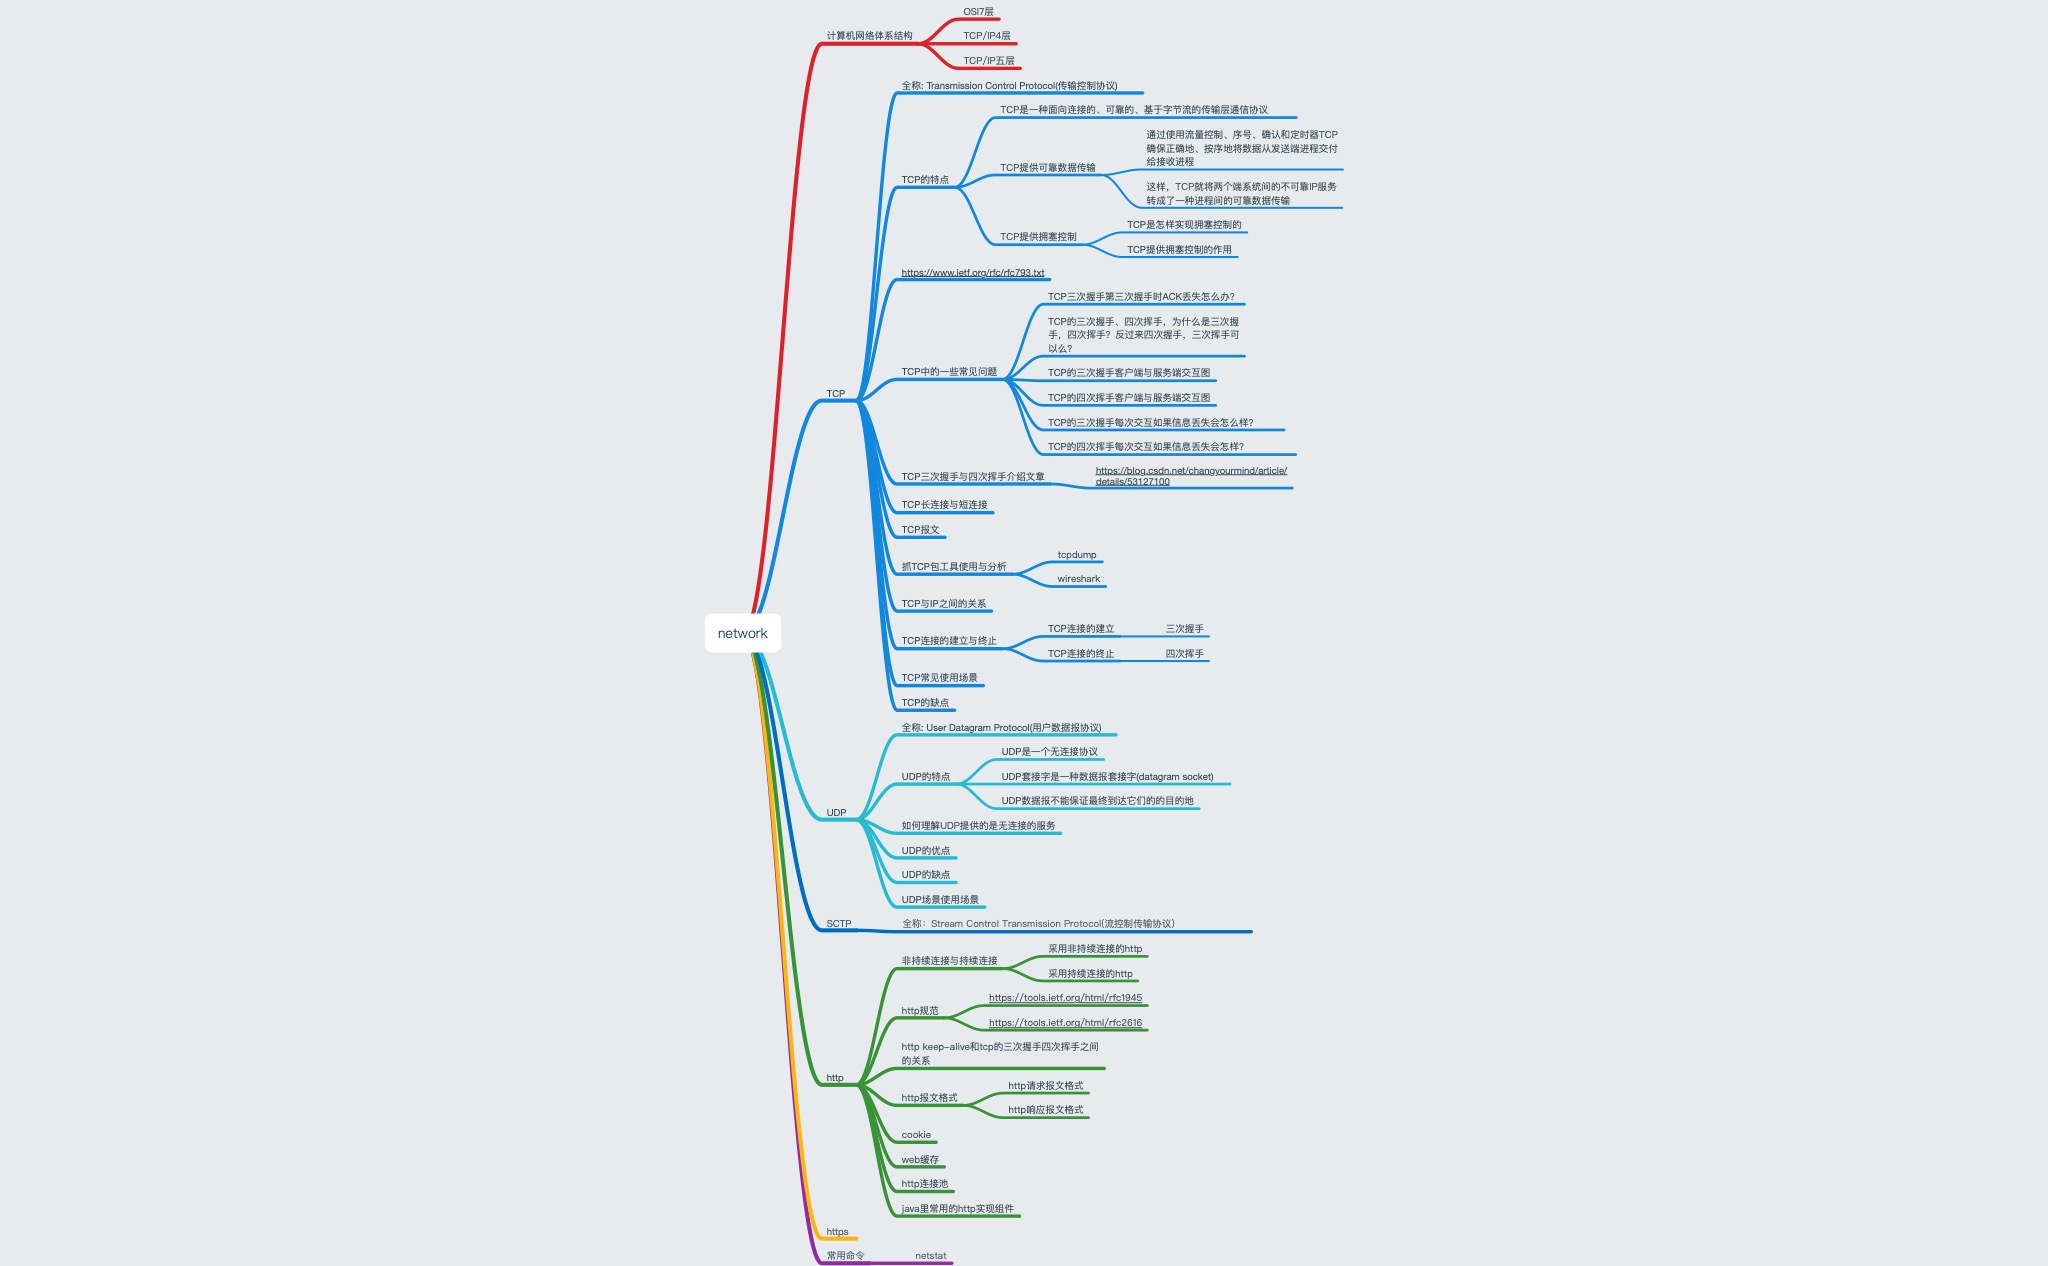 OSI7层
计算机网络体系结构
TCP/IP4层
TCP/IP五层
全称: Transmission Control Protocol(传输控制协议)
TCP是一种面向连接的、可靠的、基于字节流的传输层通信协议
通过使用流量控制、序号、确认和定时器TCP
确保正确地、按序地将数据从发送端进程交付
给接收进程
TCP提供可靠数据传输
TCP的特点
这样，TCP就将两个端系统间的不可靠IP服务
转成了一种进程间的可靠数据传输
TCP是怎样实现拥塞控制的
TCP提供拥塞控制
TCP提供拥塞控制的作用
https://www.ietf.org/rfc/rfc793.txt
TCP三次握手第三次握手时ACK丢失怎么办?
TCP的三次握手、四次挥手，为什么是三次握
手，四次挥手？反过来四次握手，三次挥手可
以么?
TCP中的一些常见问题
TCP的三次握手客户端与服务端交互图
TCP
TCP的四次挥手客户端与服务端交互图
TCP的三次握手每次交互如果信息丢失会怎么样?
TCP的四次挥手每次交互如果信息丢失会怎样?
TCP三次握手与四次挥手介绍文章
https://blog.csdn.net/changyourmind/article/
details/53127100
TCP长连接与短连接
TCP报文
tcpdump
抓TCP包工具使用与分析
wireshark
TCP与IP之间的关系
network
TCP连接的建立
三次握手
TCP连接的建立与终止
TCP连接的终止
四次挥手
TCP常见使用场景
TCP的缺点
全称: User Datagram Protocol(用户数据报协议)
UDP是一个无连接协议
UDP的特点
UDP套接字是一种数据报套接字(datagram socket)
UDP数据报不能保证最终到达它们的的目的地
UDP
如何理解UDP提供的是无连接的服务
UDP的优点
UDP的缺点
UDP场景使用场景
SCTP
全称：Stream Control Transmission Protocol(流控制传输协议)
采用非持续连接的http
非持续连接与持续连接
采用持续连接的http
https://tools.ietf.org/html/rfc1945
http规范
https://tools.ietf.org/html/rfc2616
http keep-alive和tcp的三次握手四次挥手之间
的关系
http
http请求报文格式
http报文格式
http响应报文格式
cookie
web缓存
http连接池
java里常用的http实现组件
https
常用命令
netstat